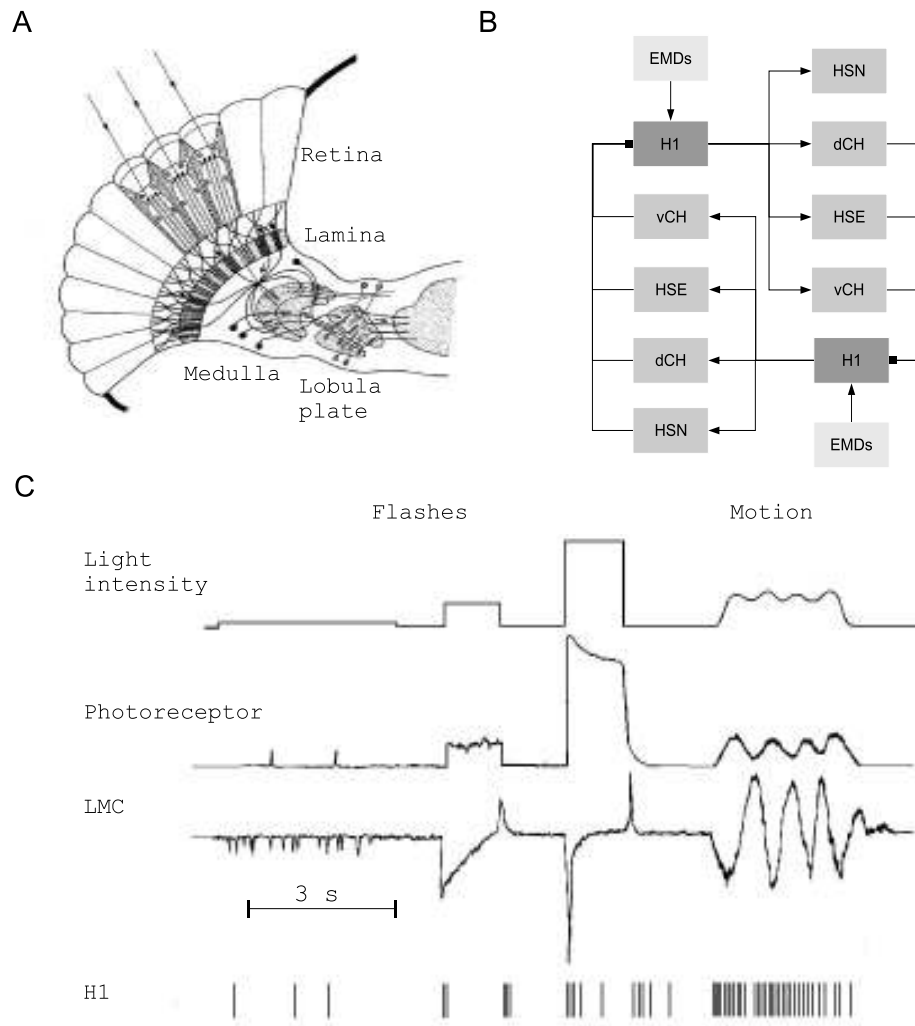 A
Retina
Lamina
Medulla
Lobula
plate
B
EMDs
HSN
H1
dCH
vCH
HSE
HSE
vCH
dCH
H1
HSN
EMDs
C
Flashes
Motion
Light
intensity
Photoreceptor
LMC
3 s
H1